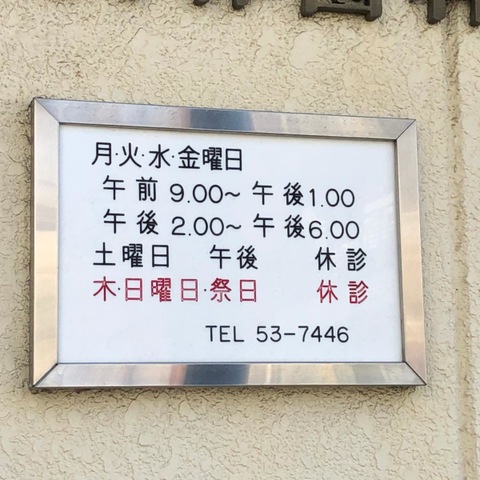 月・火・水・金曜日
午前 9.00〜午後1.00
午後 2.00〜午後6.00
土曜日 午後 休診
木・日曜日・祭日 休診
TEL 53-7446